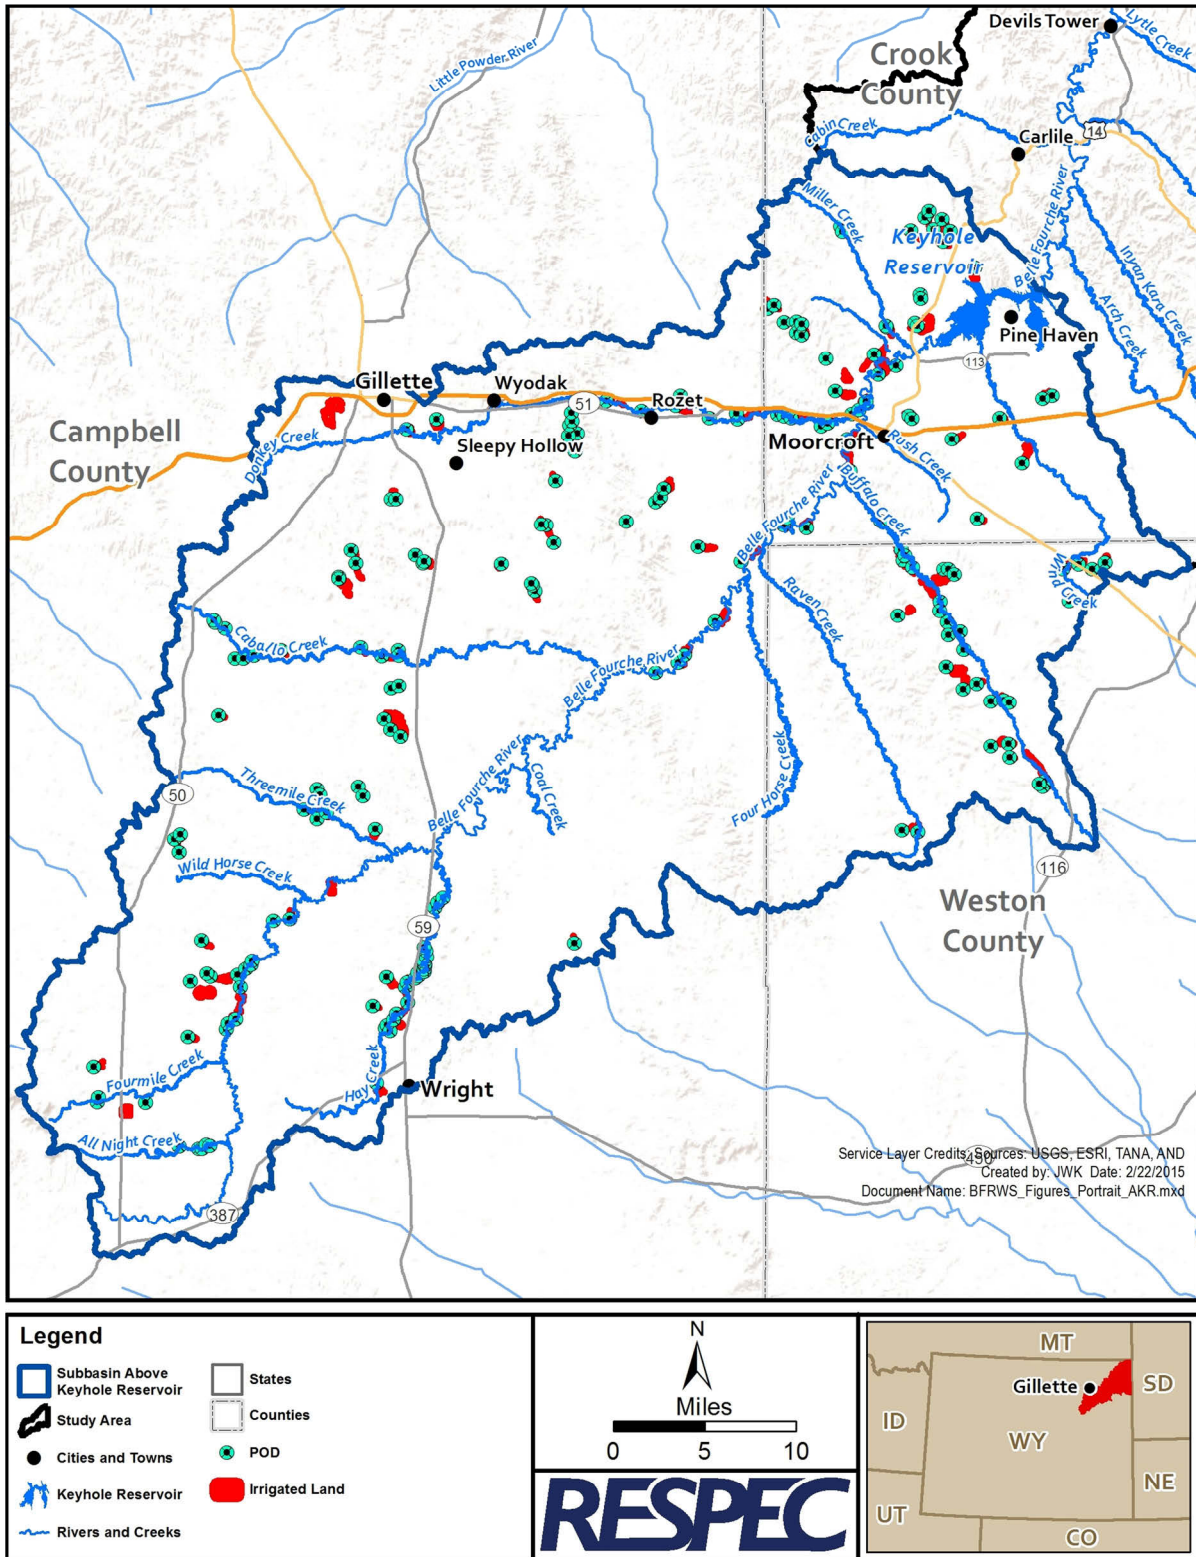 Devils Tower
Lytle Creek
Little Powder River
Crook
County
Cabin Creek
14
Carlile
Miller Creek
Belle Fourche River
Keyhole
Reservoir
Inyan Kara Creek
Arch Creek
Pine Haven
113
Gillette
Wyodak
51
Rozet
Campbell
County
Donkey Creek
Sleepy Hollow
Moorcroft
Rush Creek
Buffalo Creek
Belle Fourche River
Wind Creek
Raven Creek
Caballo Creek
Belle Fourche River
Four Horse Creek
Belle Fourche River
Coal Creek
50
Threemile Creek
Wild Horse Creek
116
Weston
County
59
Fourmile Creek
Hay Creek
Wright
All Night Creek
387
450
Service Layer Credits: Sources: USGS, ESRI, TANA, AND
Created by: JWK Date: 2/22/2015
Document Name: BFRWS_Figures_Portrait_AKR.mxd
Legend
Subbasin Above
Keyhole Reservoir
Study Area
Cities and Towns
Keyhole Reservoir
Rivers and Creeks
States
Counties
POD
Irrigated Land
N
Miles
0 5 10
RESPEC
MT
Gillette
SD
ID
WY
NE
UT
CO